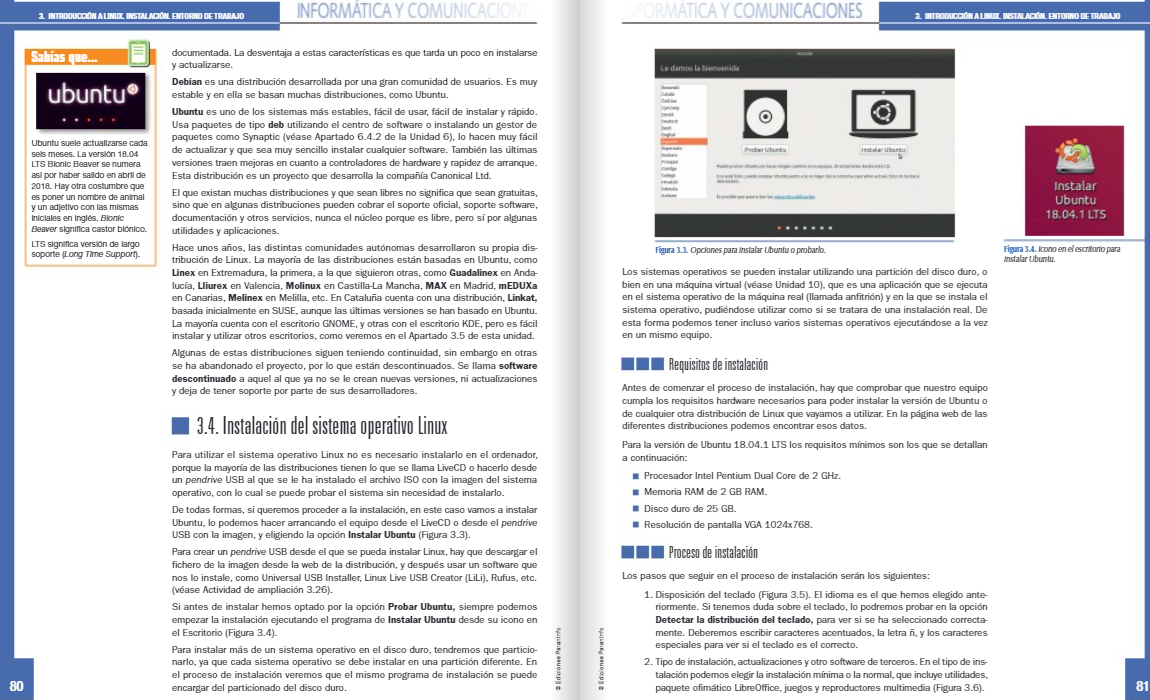 3. INTRODUCCIÓN A LINUX. INSTALACIÓN. ENTORNO DE TRABAJO
INFORMÁTICA Y COMUNICACIONES
Sabías que...
ubuntu
Ubuntu suele actualizarse cada
seis meses. La versión 18.04
LTS Bionic Beaver se numera
así por haber salido en abril de
2018. Hay otra costumbre que
es poner un nombre de animal
y un adjetivo con las mismas
iniciales en inglés. Bionic
Beaver significa castor biónico.
LTS significa versión de largo
soporte (Long Time Support).
documentada. La desventaja a estas características es que tarda un poco en instalarse
y actualizarse.
Debian es una distribución desarrollada por una gran comunidad de usuarios. Es muy
estable y en ella se basan muchas distribuciones, como Ubuntu.
Ubuntu es uno de los sistemas más estables, fácil de usar, fácil de instalar y rápido.
Usa paquetes de tipo deb utilizando el centro de software o instalando un gestor de
paquetes como Synaptic (véase Apartado 6.4.2 de la Unidad 6), lo hacen muy fácil
de actualizar y que sea muy sencillo instalar cualquier software. También las últimas
versiones traen mejoras en cuanto a controladores de hardware y rapidez de arranque.
Esta distribución es un proyecto que desarrolla la compañía Canonical Ltd.
El que existan muchas distribuciones y que sean libres no significa que sean gratuitas,
sino que en algunas distribuciones pueden cobrar el soporte oficial, soporte software,
documentación y otros servicios, nunca el núcleo porque es libre, pero sí por algunas
utilidades y aplicaciones.
Hace unos años, las distintas comunidades autónomas desarrollaron su propia dis-
tribución de Linux. La mayoría de las distribuciones están basadas en Ubuntu, como
Linex en Extremadura, la primera, a la que siguieron otras, como Guadalinex en Anda-
lucía, Lliurex en Valencia, Molinux en Castilla-La Mancha, MAX en Madrid, mEDUXa
en Canarias, Melinex en Melilla, etc. En Cataluña cuenta con una distribución, Linkat,
basada inicialmente en SUSE, aunque las últimas versiones se han basado en Ubuntu.
La mayoría cuenta con el escritorio GNOME, y otras con el escritorio KDE, pero es fácil
instalar y utilizar otros escritorios, como veremos en el Apartado 3.5 de esta unidad.
Algunas de estas distribuciones siguen teniendo continuidad, sin embargo en otras
se ha abandonado el proyecto, por lo que están descontinuados. Se llama software
descontinuado a aquel al que ya no se le crean nuevas versiones, ni actualizaciones
y deja de tener soporte por parte de sus desarrolladores.
3.4. Instalación del sistema operativo Linux
Para utilizar el sistema operativo Linux no es necesario instalarlo en el ordenador,
porque la mayoría de las distribuciones tienen lo que se llama LiveCD o hacerlo desde
un pendrive USB al que se le ha instalado el archivo ISO con la imagen del sistema
operativo, con lo cual se puede probar el sistema sin necesidad de instalarlo.
De todas formas, si queremos proceder a la instalación, en este caso vamos a instalar
Ubuntu, lo podemos hacer arrancando el equipo desde el LiveCD o desde el pendrive
USB con la imagen, y eligiendo la opción Instalar Ubuntu (Figura 3.3).
Para crear un pendrive USB desde el que se pueda instalar Linux, hay que descargar el
fichero de la imagen desde la web de la distribución, y después usar un software que
nos lo instale, como Universal USB Installer, Linux Live USB Creator (LiLi), Rufus, etc.
(véase Actividad de ampliación 3.26).
Si antes de instalar hemos optado por la opción Probar Ubuntu, siempre podemos
empezar la instalación ejecutando el programa de Instalar Ubuntu desde su icono en
el Escritorio (Figura 3.4).
Para instalar más de un sistema operativo en el disco duro, tendremos que particio-
narlo, ya que cada sistema operativo se debe instalar en una partición diferente. En
el proceso de instalación veremos que el mismo programa de instalación se puede
encargar del particionado del disco duro.
© Ediciones Paraninfo
80
INFORMÁTICA Y COMUNICACIONES
3. INTRODUCCIÓN A LINUX. INSTALACIÓN. ENTORNO DE TRABAJO
Instalar
Le damos la bienvenida
Bosanski
Català
Čeština
Cymraeg
Dansk
Deutsch
Eesti
English
Español
Esperanto
Euskara
Français
Gaeilge
Galego
Hrvatski
Íslenska
Italiano
Probar Ubuntu
Instalar Ubuntu
Figura 3.3. Opciones para instalar Ubuntu o probarlo.
Instalar
Ubuntu
18.04.1 LTS
Figura 3.4. Icono en el escritorio para
instalar Ubuntu.
Los sistemas operativos se pueden instalar utilizando una partición del disco duro, o
bien en una máquina virtual (véase Unidad 10), que es una aplicación que se ejecuta
en el sistema operativo de la máquina real (llamada anfitrión) y en la que se instala el
sistema operativo, pudiéndose utilizar como si se tratara de una instalación real. De
esta forma podemos tener incluso varios sistemas operativos ejecutándose a la vez
en un mismo equipo.
Requisitos de instalación
Antes de comenzar el proceso de instalación, hay que comprobar que nuestro equipo
cumpla los requisitos hardware necesarios para poder instalar la versión de Ubuntu o
de cualquier otra distribución de Linux que vayamos a utilizar. En la página web de las
diferentes distribuciones podemos encontrar esos datos.
Para la versión de Ubuntu 18.04.1 LTS los requisitos mínimos son los que se detallan
a continuación:
Procesador Intel Pentium Dual Core de 2 GHz.
Memoria RAM de 2 GB RAM.
Disco duro de 25 GB.
Resolución de pantalla VGA 1024x768.
Proceso de instalación
Los pasos que seguir en el proceso de instalación serán los siguientes:
1. Disposición del teclado (Figura 3.5). El idioma es el que hemos elegido ante-
riormente. Si tenemos duda sobre el teclado, lo podremos probar en la opción
Detectar la distribución del teclado, para ver si se ha seleccionado correcta-
mente. Deberemos escribir caracteres acentuados, la letra ñ, y los caracteres
especiales para ver si el teclado es el correcto.
2. Tipo de instalación, actualizaciones y otro software de terceros. En el tipo de ins-
talación podemos elegir la instalación mínima o la normal, que incluye utilidades,
paquete ofimático LibreOffice, juegos y reproductores multimedia (Figura 3.6).
© Ediciones Paraninfo
81